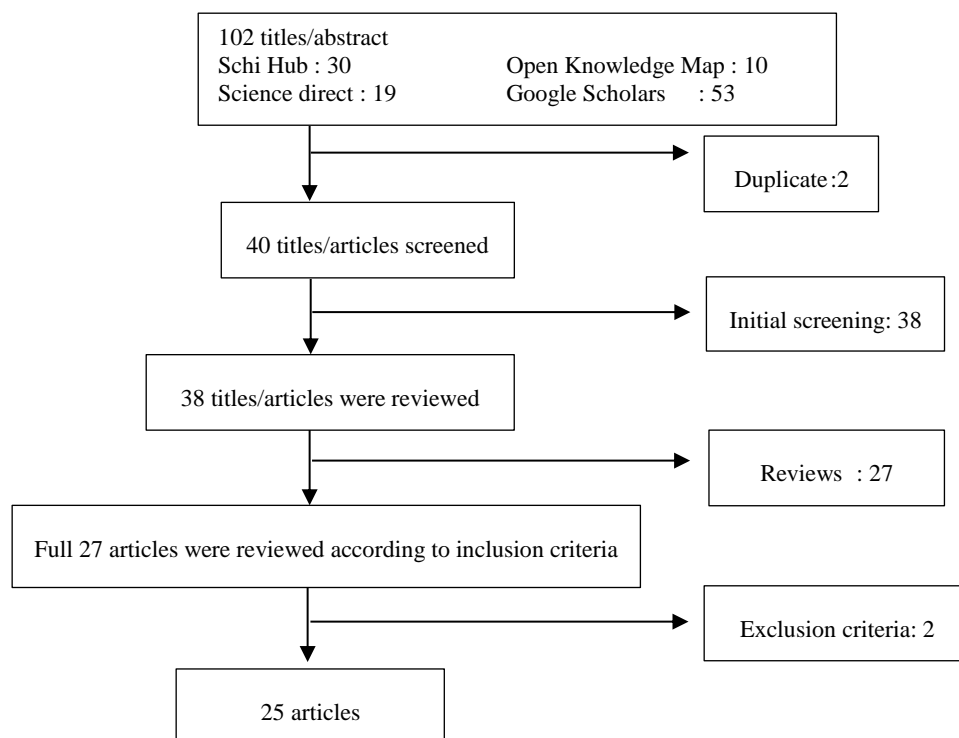 102 titles/abstract
Schi Hub : 30 Open Knowledge Map : 10
Science direct : 19 Google Scholars : 53
Duplicate :2
40 titles/articles screened
Initial screening: 38
38 titles/articles were reviewed
Reviews : 27
Full 27 articles were reviewed according to inclusion criteria
Exclusion criteria: 2
25 articles